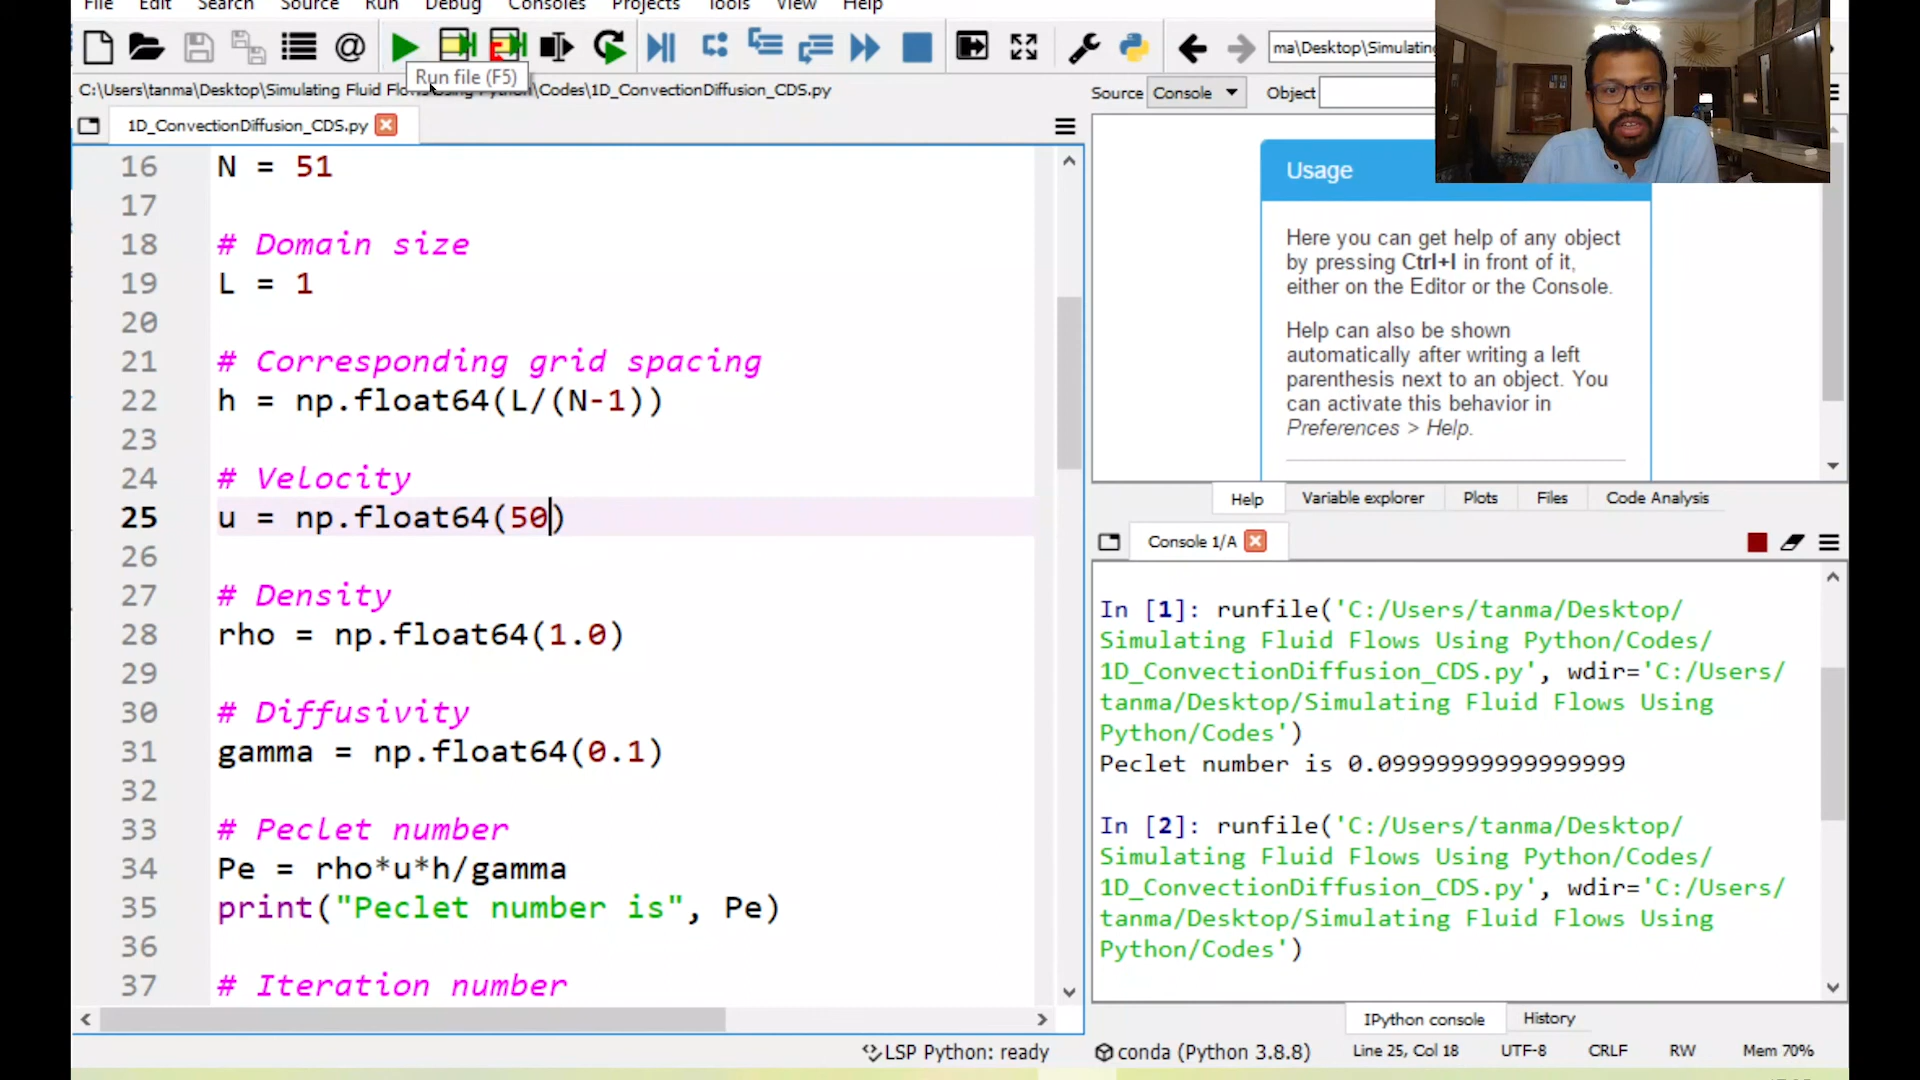 File Edit Search Source Run Debug Consoles Projects Tools View Help
Run file (F5)
ma\Desktop\Simulating
C:\Users\tanma\Desktop\Simulating Fluid Flows Using Python\Codes\1D_ConvectionDiffusion_CDS.py
1D_ConvectionDiffusion_CDS.py
16 N = 51
17
18 # Domain size
19 L = 1
20
21 # Corresponding grid spacing
22 h = np.float64(L/(N-1))
23
24 # Velocity
25 u = np.float64(50)
26
27 # Density
28 rho = np.float64(1.0)
29
30 # Diffusivity
31 gamma = np.float64(0.1)
32
33 # Peclet number
34 Pe = rho*u*h/gamma
35 print("Peclet number is", Pe)
36
37 # Iteration number
Source Console Object
Usage
Here you can get help of any object
by pressing Ctrl+I in front of it,
either on the Editor or the Console.
Help can also be shown
automatically after writing a left
parenthesis next to an object. You
can activate this behavior in
Preferences > Help.
Help Variable explorer Plots Files Code Analysis
Console 1/A
In [1]: runfile('C:/Users/tanma/Desktop/
Simulating Fluid Flows Using Python/Codes/
1D_ConvectionDiffusion_CDS.py', wdir='C:/Users/
tanma/Desktop/Simulating Fluid Flows Using
Python/Codes')
Peclet number is 0.09999999999999999
In [2]: runfile('C:/Users/tanma/Desktop/
Simulating Fluid Flows Using Python/Codes/
1D_ConvectionDiffusion_CDS.py', wdir='C:/Users/
tanma/Desktop/Simulating Fluid Flows Using
Python/Codes')
IPython console History
LSP Python: ready conda (Python 3.8.8) Line 25, Col 18 UTF-8 CRLF RW Mem 70%